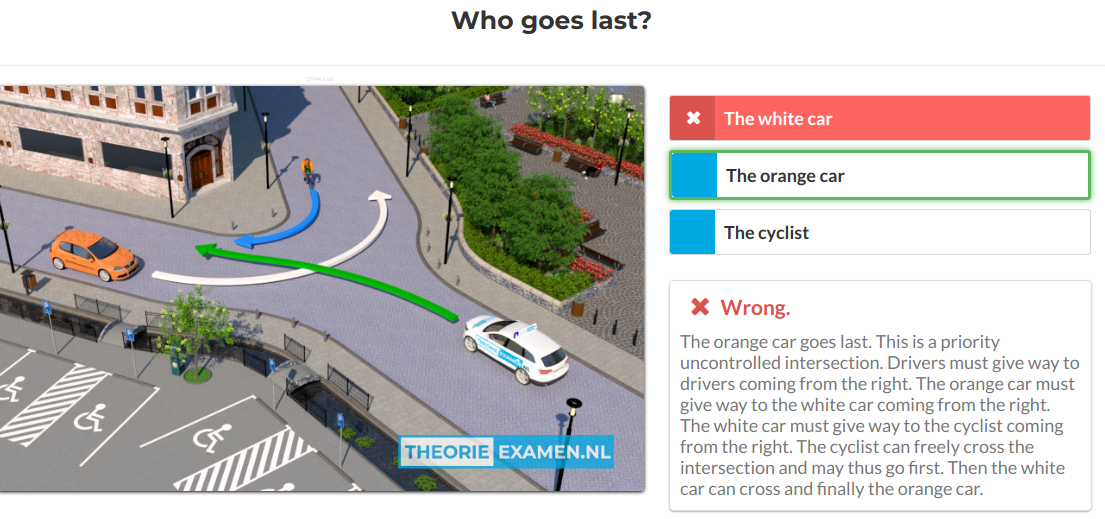 Who goes last?
The white car
The orange car
The cyclist
THEORIE EXAMEN.NL
Wrong.
The orange car goes last. This is a priority
uncontrolled intersection. Drivers must give way to
drivers coming from the right. The orange car must
give way to the white car coming from the right.
The white car must give way to the cyclist coming
from the right. The cyclist can freely cross the
intersection and may thus go first. Then the white
car can cross and finally the orange car.